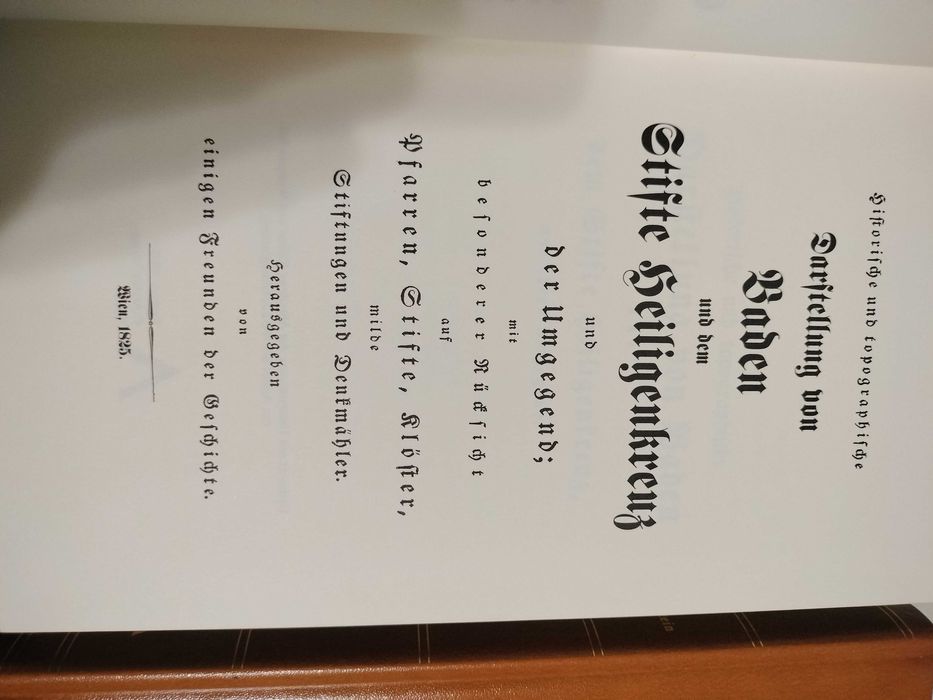 Historische und topographische
Darstellung von
Baden
und dem
Stifte Heiligenkreuz
und
der Umgegend;
mit
besonderer Rücksicht
auf
Pfarren, Stifte, Klöster,
milde
Stiftungen und Denkmähler.
Herausgegeben
von
einigen Freunden der Geschichte.
Wien, 1825.